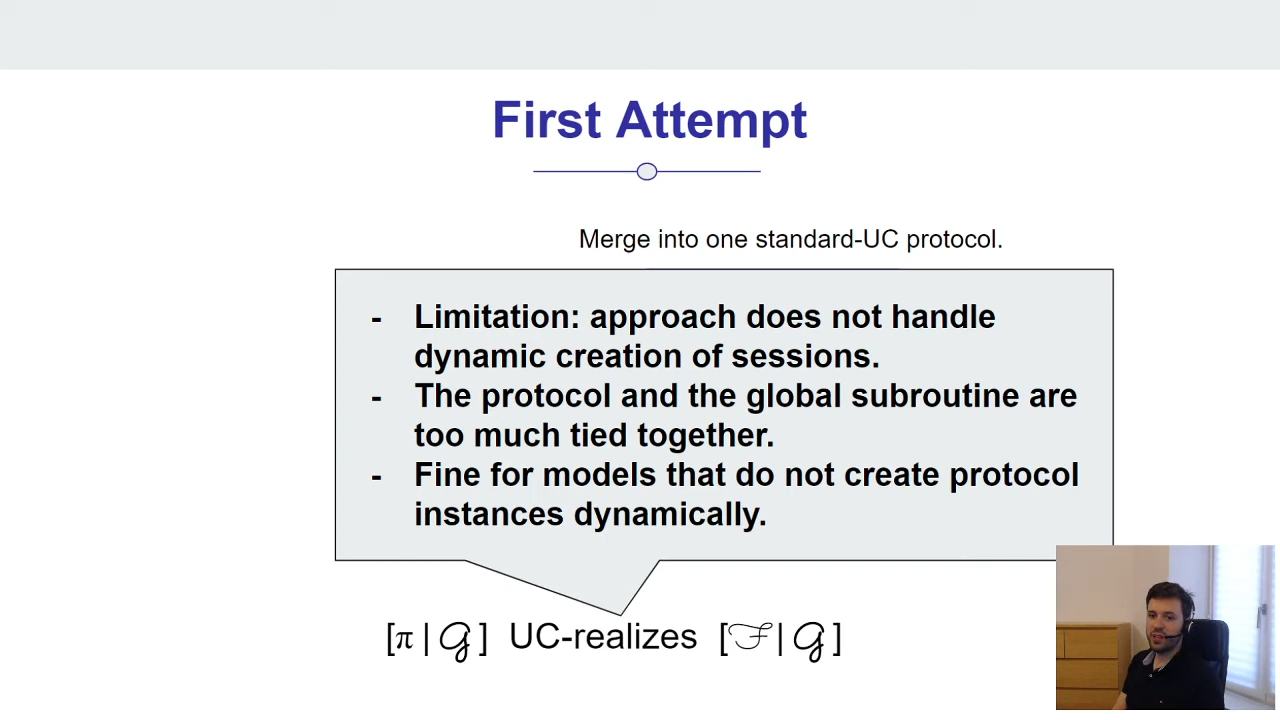 First Attempt
Merge into one standard-UC protocol.
- Limitation: approach does not handle
dynamic creation of sessions.
- The protocol and the global subroutine are
too much tied together.
- Fine for models that do not create protocol
instances dynamically.
[π | 𝒢 ] UC-realizes [ℱ | 𝒢 ]